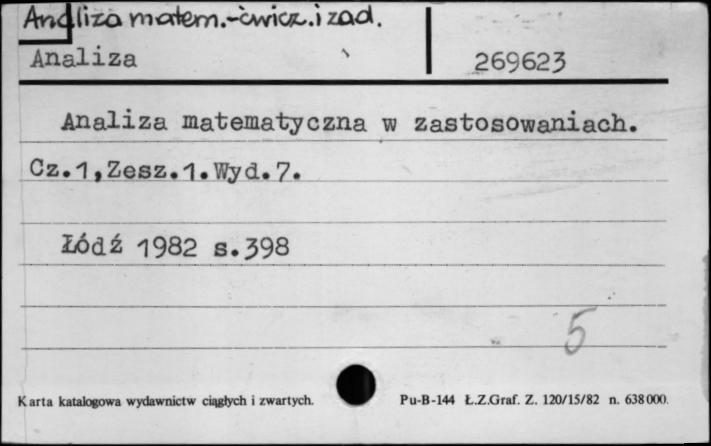 Analiza matem.-ćwicz. i zad.
Analiza 269623
Analiza matematyczna w zastosowaniach.
Cz.1,Zesz.1.Wyd.7.
Łódź 1982 s.398
5
Karta katalogowa wydawnictw ciągłych i zwartych. Pu-B-144 Ł.Z.Graf. Z. 120/15/82 n. 638000.